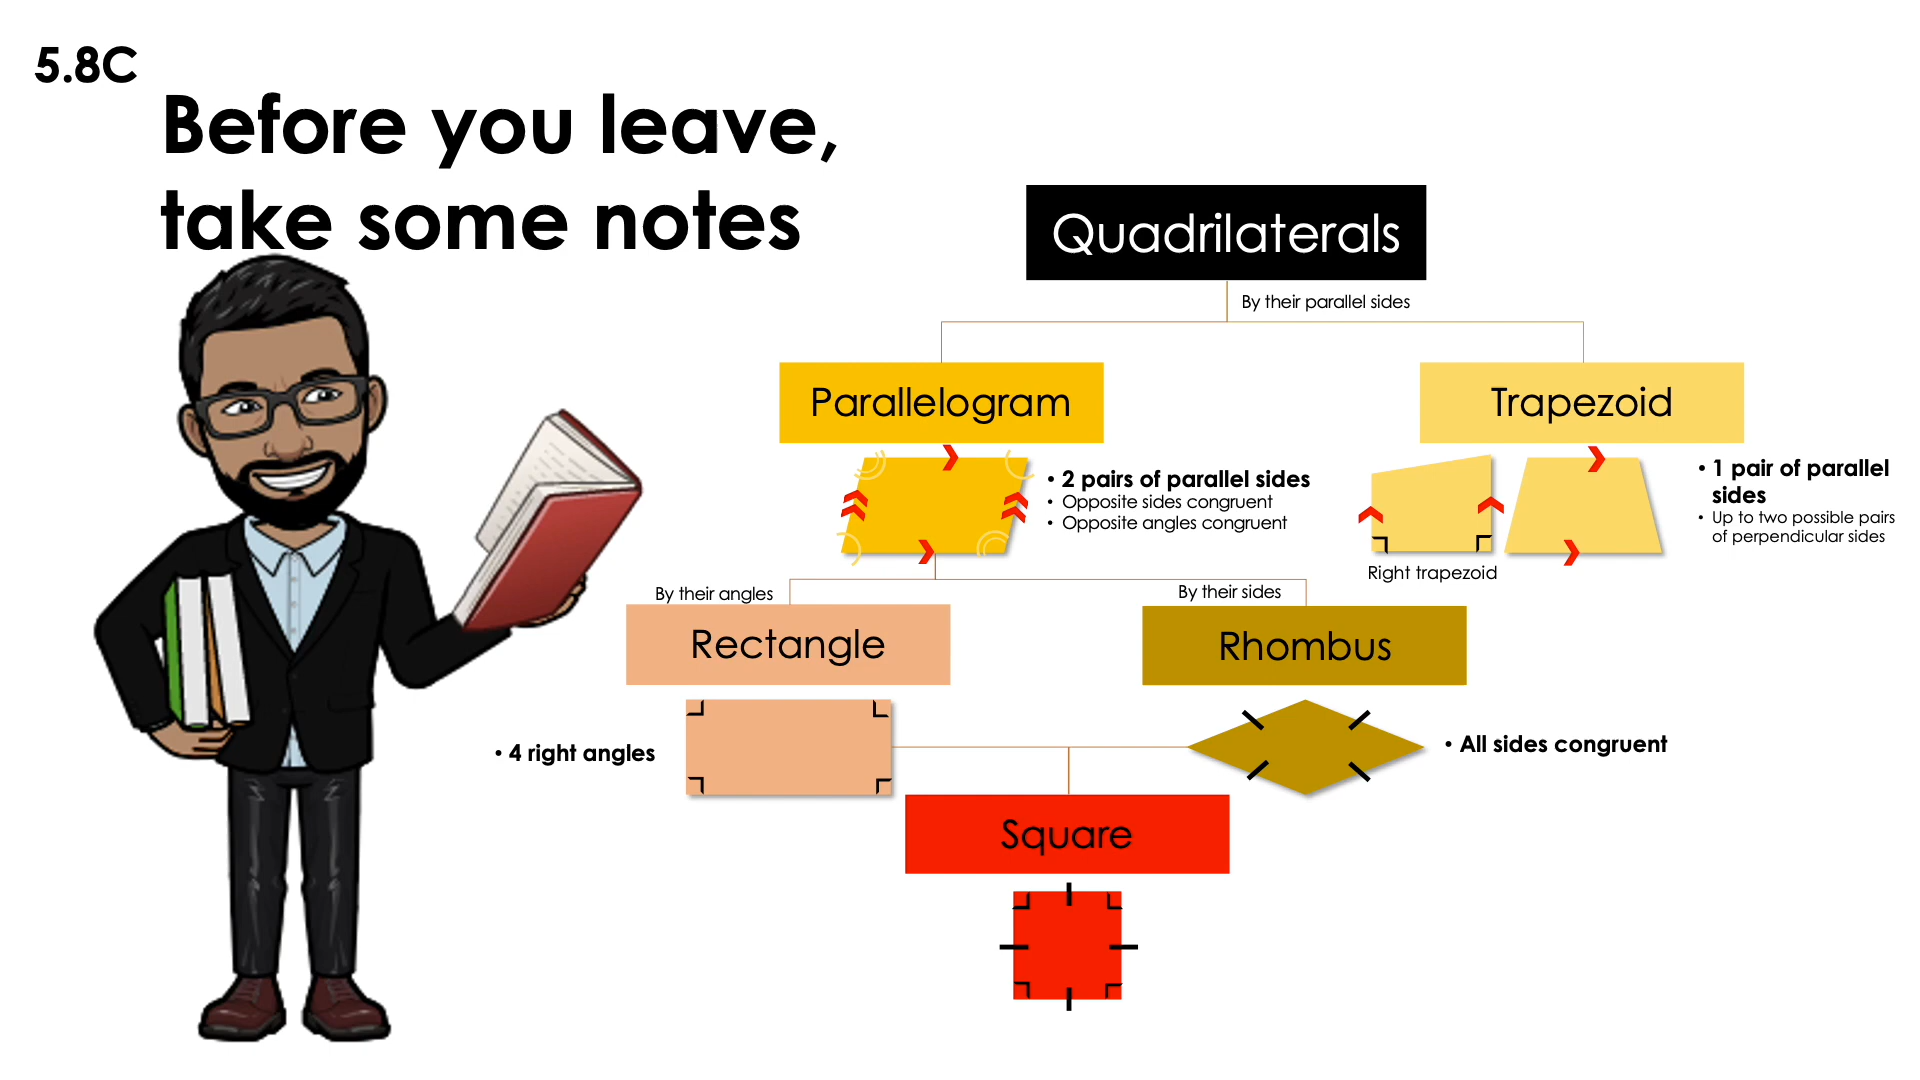 5.8C
Before you leave,
take some notes
Quadrilaterals
By their parallel sides
Parallelogram
Trapezoid
• 2 pairs of parallel sides
• Opposite sides congruent
• Opposite angles congruent
Right trapezoid
• 1 pair of parallel
sides
• Up to two possible pairs
of perpendicular sides
By their angles
By their sides
Rectangle
Rhombus
• 4 right angles
• All sides congruent
Square